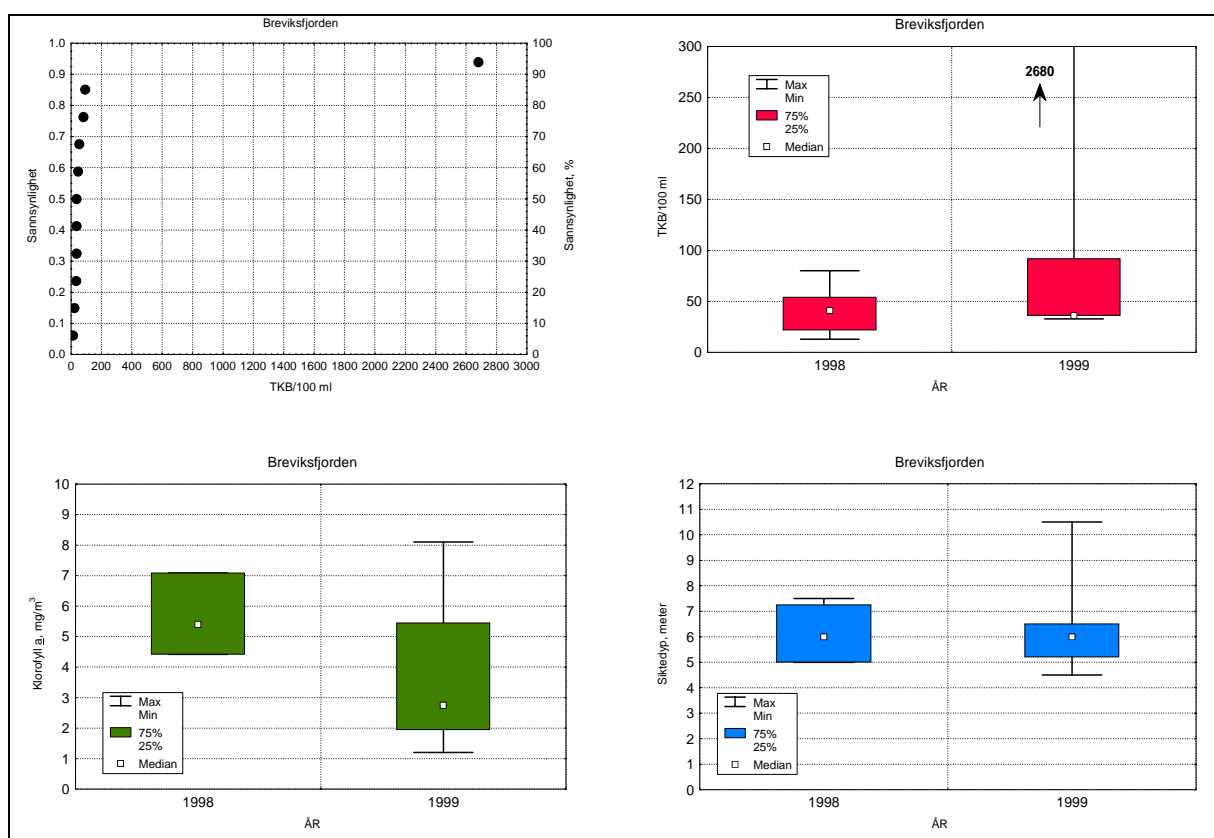 Breviksfjorden
1.0 100
0.9 90
0.8 80
0.7 70
0.6 60
0.5 50
0.4 40
0.3 30
0.2 20
0.1 10
0.0 0
Sannsynlighet
Sannsynlighet, %
0 200 400 600 800 1000 1200 1400 1600 1800 2000 2200 2400 2600 2800 3000
TKB/100 ml
Breviksfjorden
300
250
200
150
100
50
0
TKB/100 ml
Max
Min
75%
25%
Median
2680
1998 1999
ÅR
Breviksfjorden
10
9
8
7
6
5
4
3
2
1
0
Klorofyll a, mg/m³
Max
Min
75%
25%
Median
1998 1999
ÅR
Breviksfjorden
12
11
10
9
8
7
6
5
4
3
2
1
0
Siktedyp, meter
Max
Min
75%
25%
Median
1998 1999
ÅR